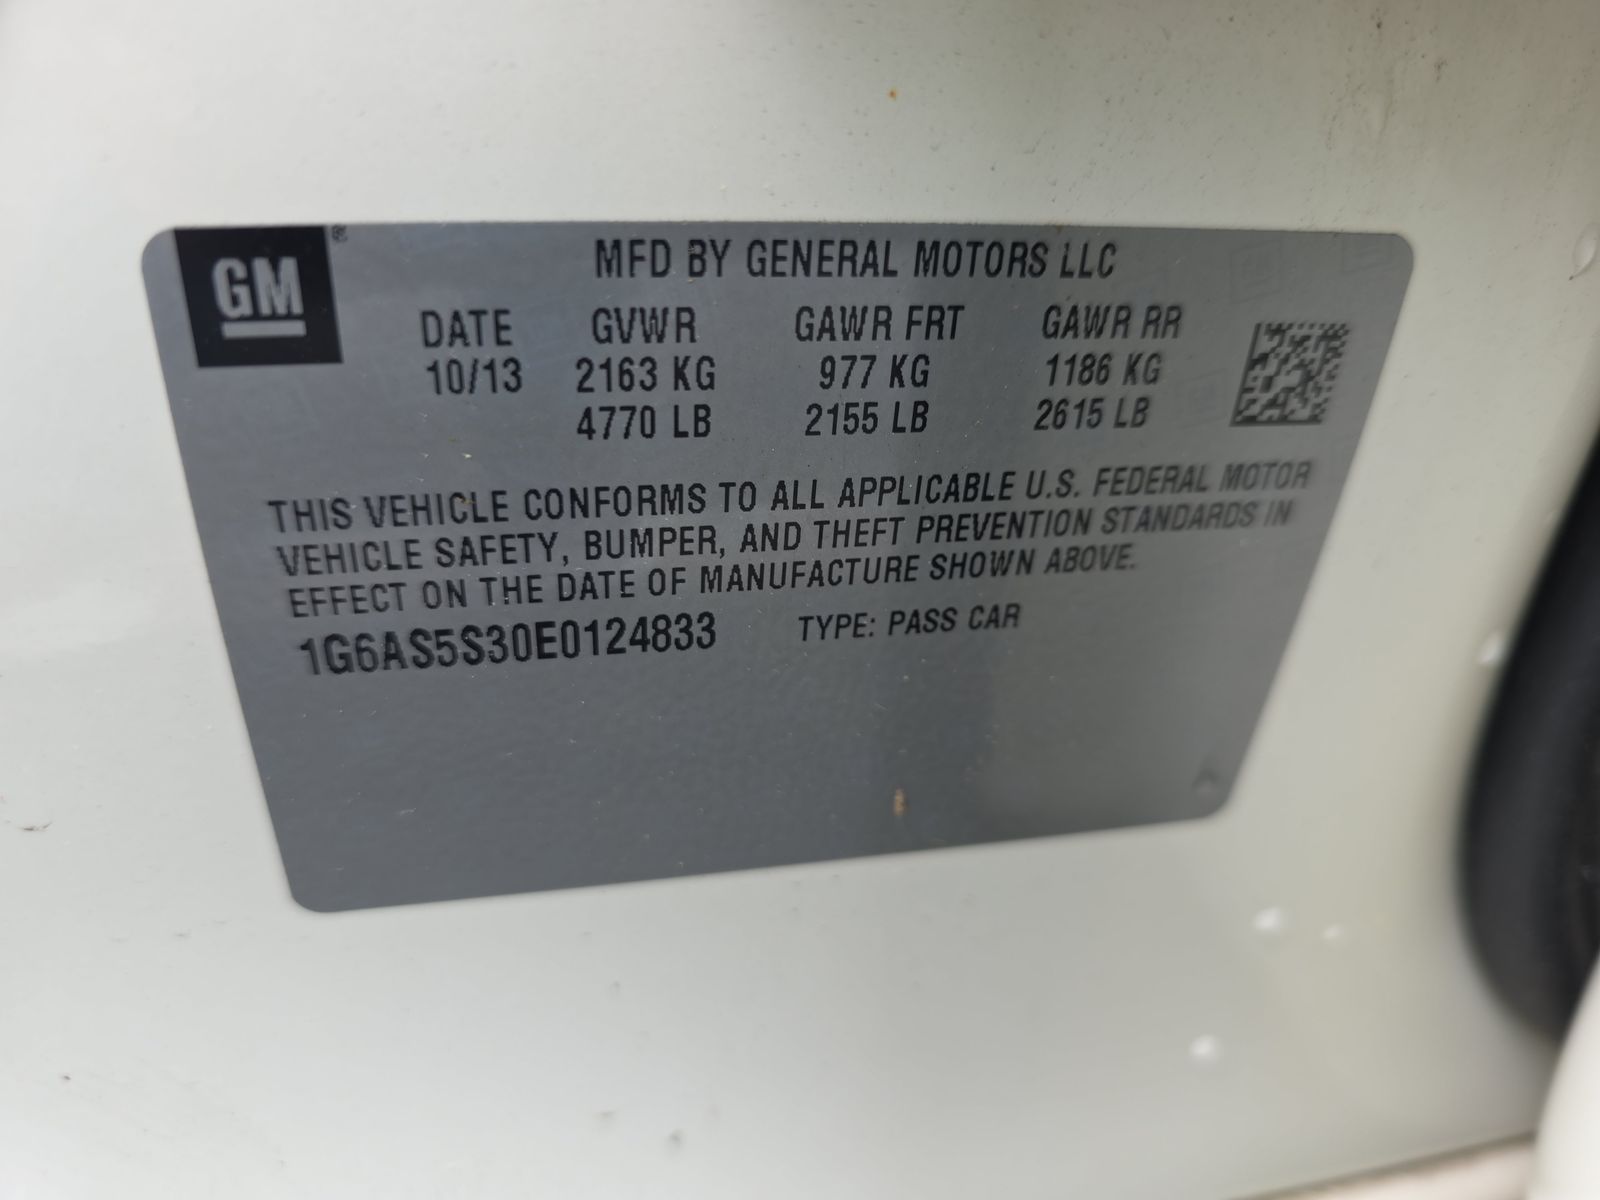 GM ®
MFD BY GENERAL MOTORS LLC
DATE GVWR GAWR FRT GAWR RR
10/13 2163 KG 977 KG 1186 KG
4770 LB 2155 LB 2615 LB
THIS VEHICLE CONFORMS TO ALL APPLICABLE U.S. FEDERAL MOTOR
VEHICLE SAFETY, BUMPER, AND THEFT PREVENTION STANDARDS IN
EFFECT ON THE DATE OF MANUFACTURE SHOWN ABOVE.
1G6AS5S30E0124833 TYPE: PASS CAR